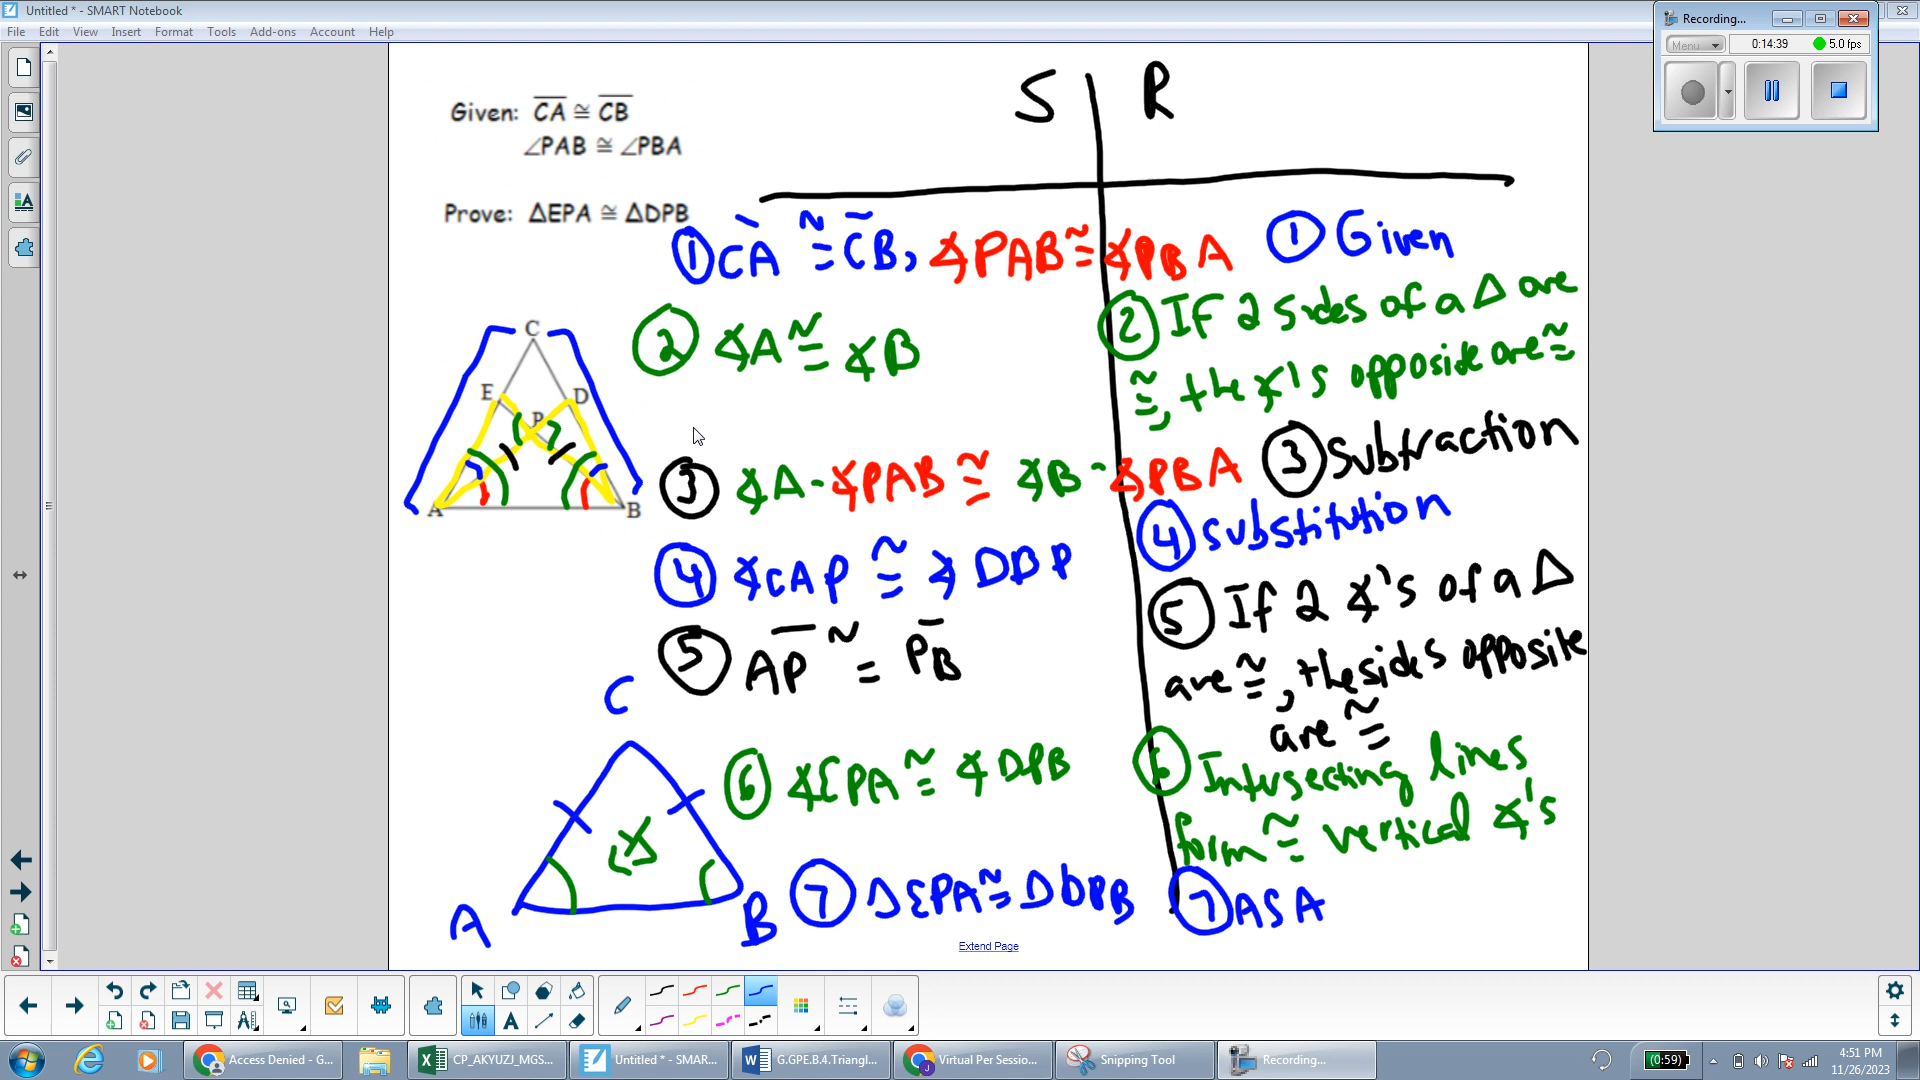 Untitled * - SMART Notebook
File Edit View Insert Format Tools Add-ons Account Help
Recording...
Menu 0:14:39 5.0 fps
S R
Given: CA ≅ CB
∠PAB ≅ ∠PBA
Prove: ΔEPA ≅ ΔDPB
① CA ≅ CB, ∡PAB ≅ ∡PBA ① Given
② ∡A ≅ ∡B ② If 2 sides of a Δ are
≅, the ∡'s opposite are ≅
③ ∡A - ∡PAB ≅ ∡B - ∡PBA ③ Subtraction
④ ∡CAP ≅ ∡DBP ④ Substitution
⑤ AP ≅ PB ⑤ If 2 ∡'s of a Δ
are ≅, the sides opposite
are ≅
⑥ ∡EPA ≅ ∡DPB ⑥ Intersecting lines
form ≅ vertical ∡'s
⑦ ΔEPA ≅ ΔDPB ⑦ ASA
C
E D
P
A B
C
A B
Extend Page
Access Denied - G...
CP_AKYUZJ_MGS...
Untitled * - SMAR...
G.GPE.B.4.Triangl...
Virtual Per Sessio...
Snipping Tool
Recording...
(0:59)
4:51 PM
11/26/2023